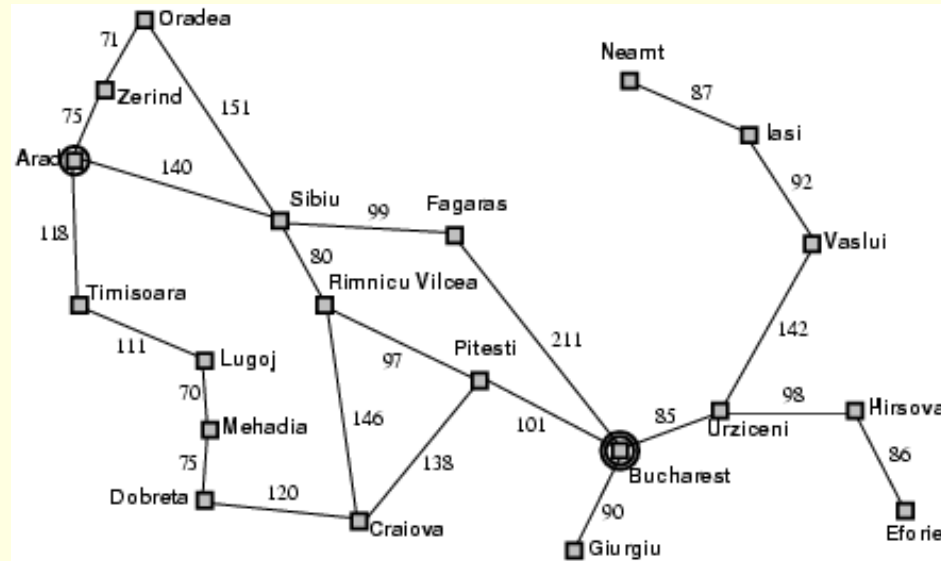 Oradea
71
Neamt
Zerind
87
75
151
Iasi
Arad
140
92
Sibiu
Fagaras
99
118
Vaslui
80
Timisoara
Rimnicu Vilcea
142
111
211
Lugoj
97
Pitesti
70
98
Hirsova
146
101
85
Urziceni
Mehadia
138
86
75
Bucharest
120
Dobreta
90
Craiova
Eforie
Giurgiu